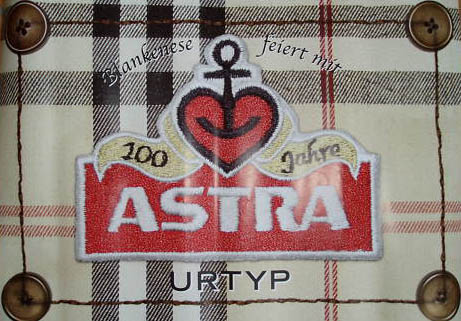 Blankenese feiert mit
100 Jahre
ASTRA
URTYP